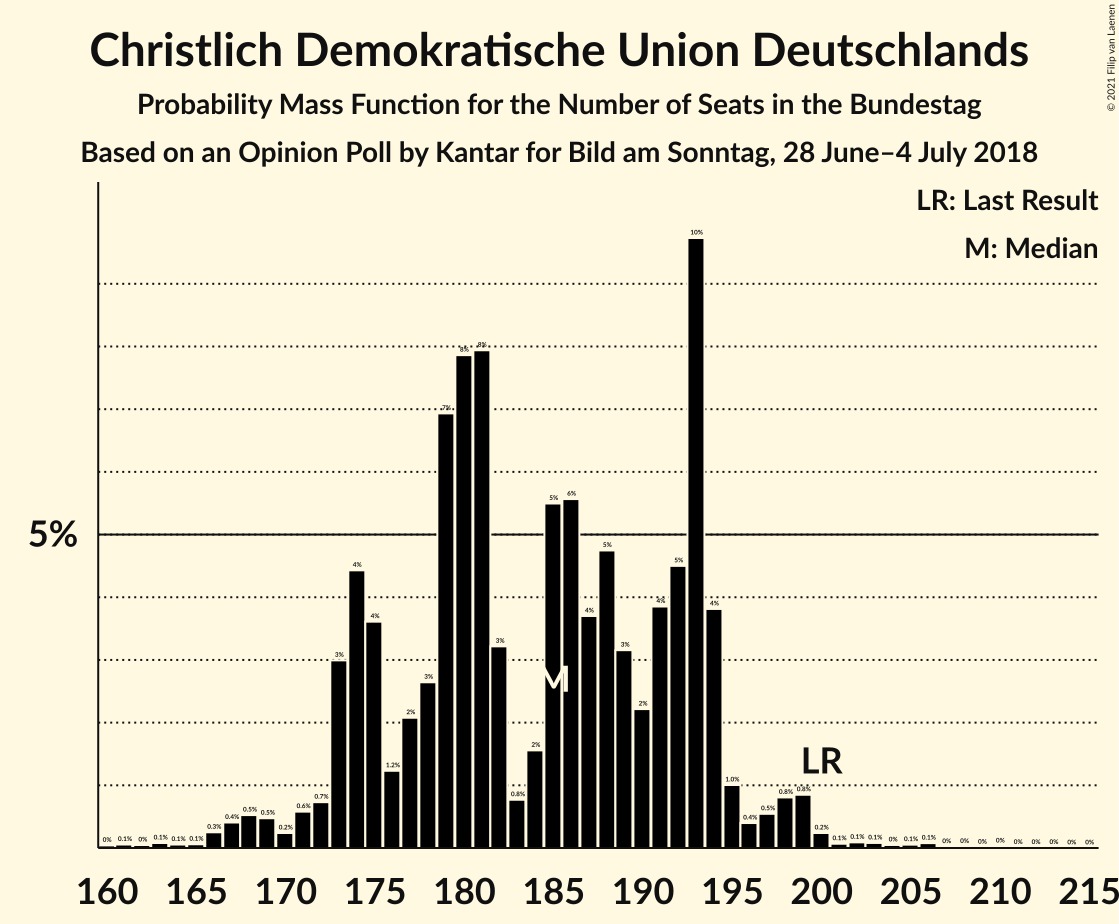 Christlich Demokratische Union Deutschlands
Probability Mass Function for the Number of Seats in the Bundestag
Based on an Opinion Poll by Kantar for Bild am Sonntag, 28 June–4 July 2018
© 2021 Filip van Laenen
LR: Last Result
M: Median
5%
0% 0.1% 0% 0.1% 0.1% 0.1% 0.3% 0.4% 0.5% 0.5% 0.2% 0.6% 0.7% 3% 4% 4% 1.2% 2% 3% 7% 8% 8% 3% 0.8% 2% 5% 6% 4% 5% 3% 2% 4% 5% 10% 4% 1.0% 0.4% 0.5% 0.8% 0.8% 0.2% 0.1% 0.1% 0.1% 0% 0.1% 0.1% 0% 0% 0% 0% 0% 0% 0% 0% 0%
M
LR
160 165 170 175 180 185 190 195 200 205 210 215